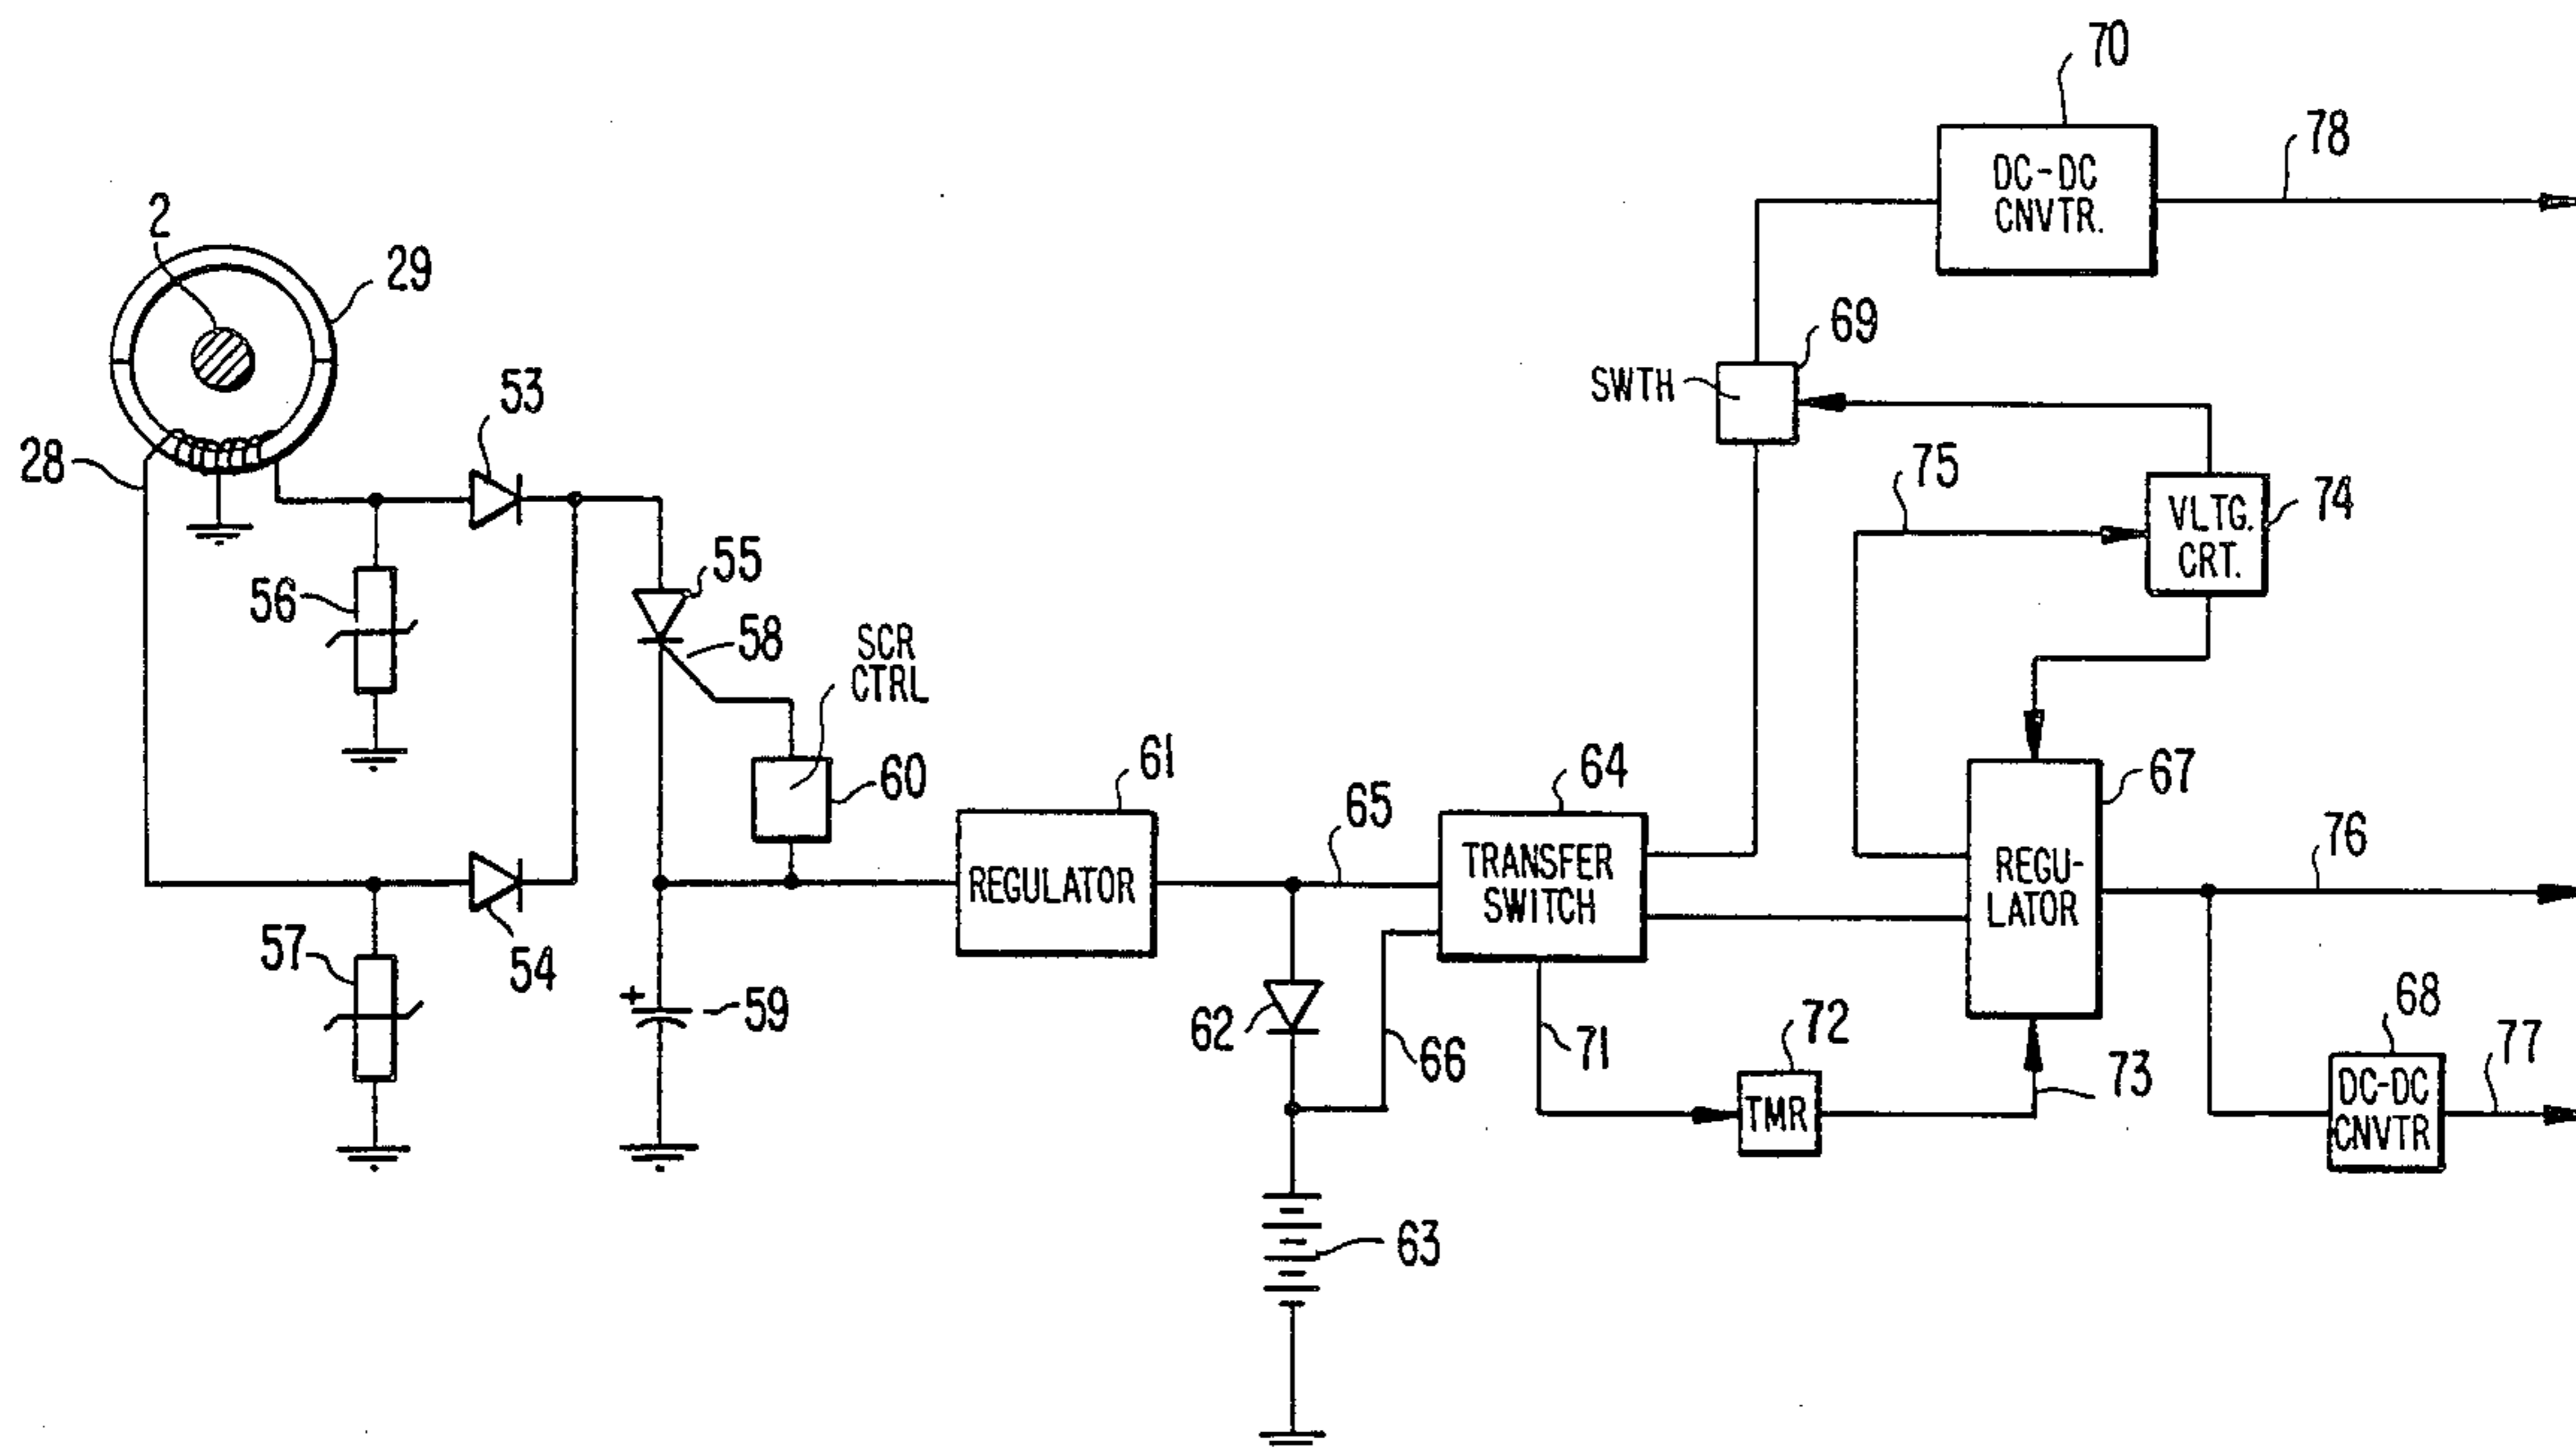 70
78
DC-DC
CNVTR.
2
29
69
SWTH
53
28
75
VLTG.
CRT.
74
55
56
58
SCR
CTRL
60
61
64
67
65
76
REGULATOR
TRANSFER
SWITCH
REGU-
LATOR
57
54
59
62
66
71
72
73
68
77
TMR
DC-DC
CNVTR
+
63